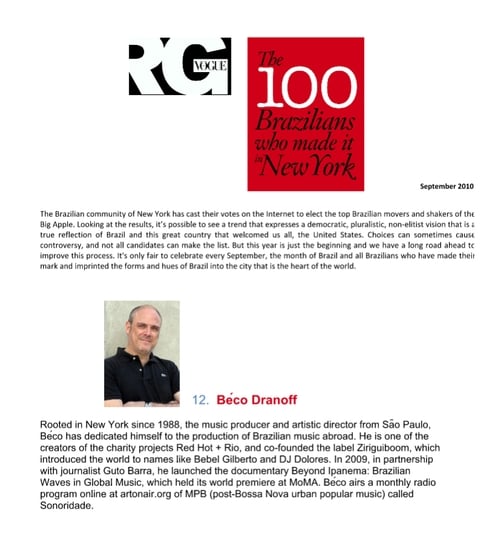 RG
VOGUE
The
100
Brazilians
who made it
in New York
September 2010
The Brazilian community of New York has cast their votes on the Internet to elect the top Brazilian movers and shakers of the
Big Apple. Looking at the results, it's possible to see a trend that expresses a democratic, pluralistic, non-elitist vision that is a
true reflection of Brazil and this great country that welcomed us all, the United States. Choices can sometimes cause
controversy, and not all candidates can make the list. But this year is just the beginning and we have a long road ahead to
improve this process. It's only fair to celebrate every September, the month of Brazil and all Brazilians who have made their
mark and imprinted the forms and hues of Brazil into the city that is the heart of the world.
12. Béco Dranoff
Rooted in New York since 1988, the music producer and artistic director from São Paulo,
Béco has dedicated himself to the production of Brazilian music abroad. He is one of the
creators of the charity projects Red Hot + Rio, and co-founded the label Ziriguiboom, which
introduced the world to names like Bebel Gilberto and DJ Dolores. In 2009, in partnership
with journalist Guto Barra, he launched the documentary Beyond Ipanema: Brazilian
Waves in Global Music, which held its world premiere at MoMA. Béco airs a monthly radio
program online at artonair.org of MPB (post-Bossa Nova urban popular music) called
Sonoridade.